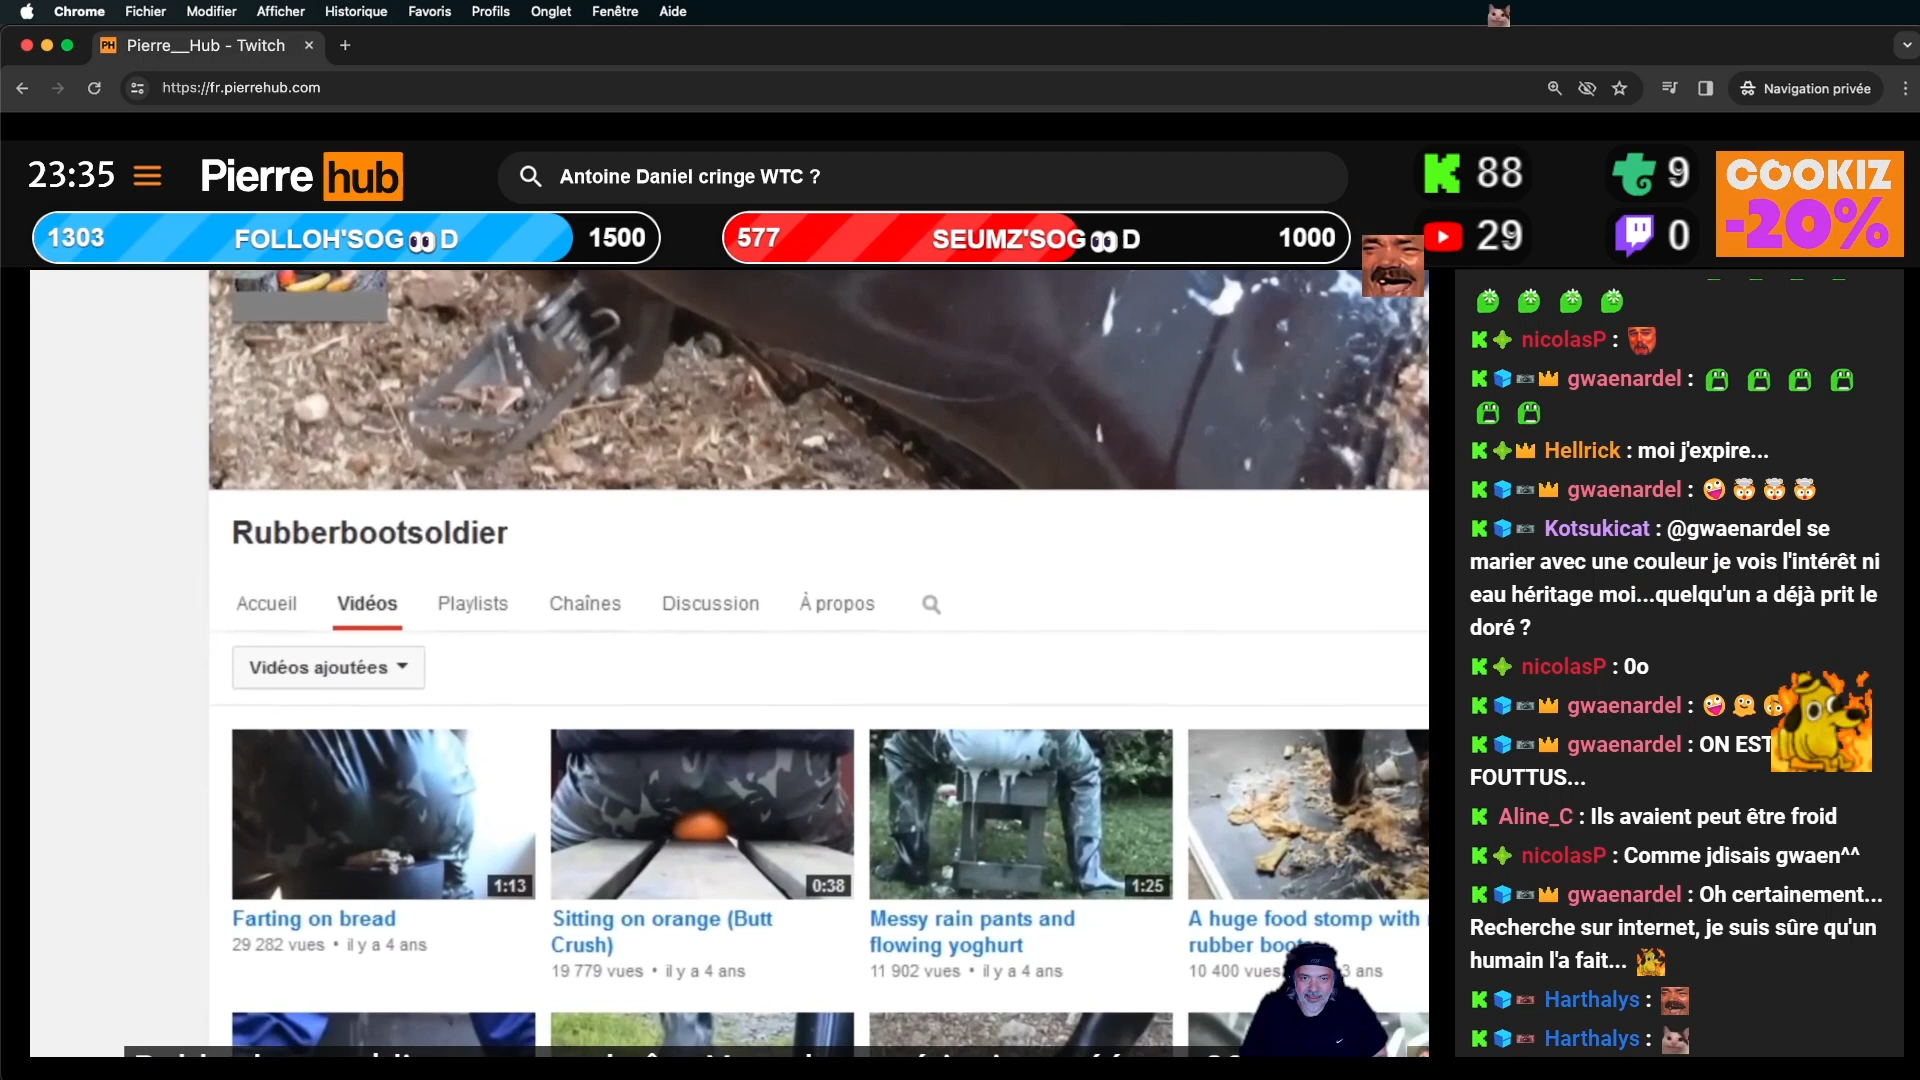 Chrome Fichier Modifier Afficher Historique Favoris Profils Onglet Fenêtre Aide
PH Pierre__Hub - Twitch
https://fr.pierrehub.com
Navigation privée
23:35
Pierre hub
Antoine Daniel cringe WTC ?
88
9
COOKIZ
-20%
1303 FOLLOH'SOG👀D 1500
577 SEUMZ'SOG👀D 1000
29
0
Rubberbootsoldier
Accueil Vidéos Playlists Chaînes Discussion À propos
Vidéos ajoutées
1:13
0:38
1:25
Farting on bread
29 282 vues • il y a 4 ans
Sitting on orange (Butt
Crush)
19 779 vues • il y a 4 ans
Messy rain pants and
flowing yoghurt
11 902 vues • il y a 4 ans
A huge food stomp with
rubber boots
10 400 vues 3 ans
nicolasP :
gwaenardel :
Hellrick : moi j'expire...
gwaenardel : 🤪 🤯 🤯 🤯
Kotsukicat : @gwaenardel se
marier avec une couleur je vois l'intérêt ni
eau héritage moi...quelqu'un a déjà prit le
doré ?
nicolasP : 0o
gwaenardel :
gwaenardel : ON EST
FOUTTUS...
Aline_C : Ils avaient peut être froid
nicolasP : Comme jdisais gwaen^^
gwaenardel : Oh certainement...
Recherche sur internet, je suis sûre qu'un
humain l'a fait...
Harthalys :
Harthalys :